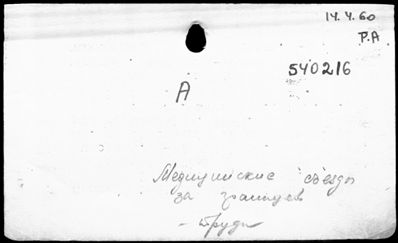 14.4.60
P.A
540216
A
Медицинские съезды
за границей
- Труды